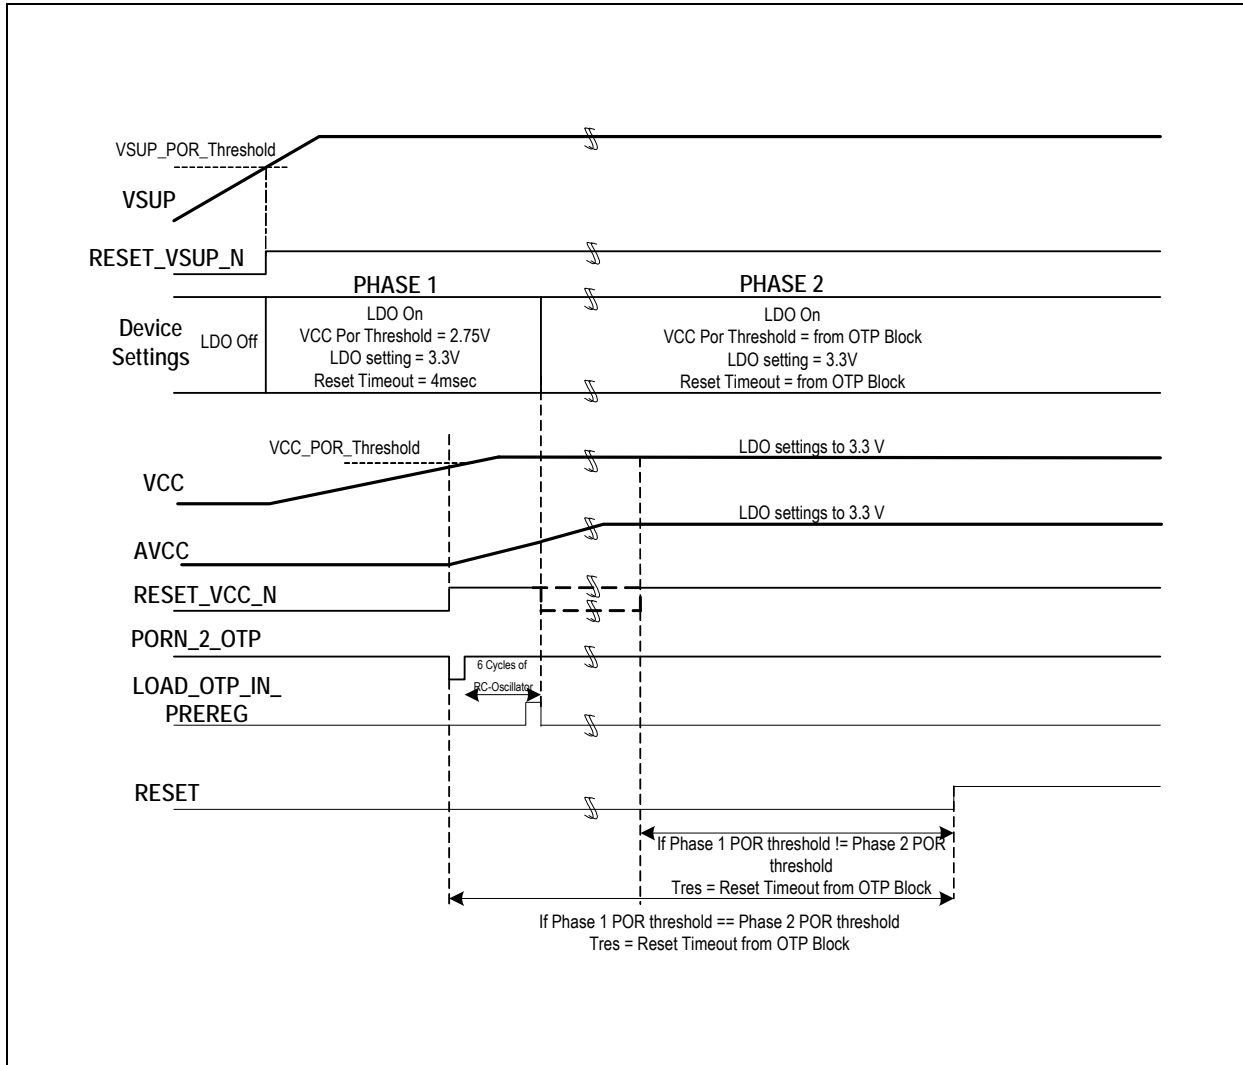 VSUP_POR_Threshold
VSUP
RESET_VSUP_N
PHASE 1
PHASE 2
Device
Settings
LDO Off
LDO On
VCC Por Threshold = 2.75V
LDO setting = 3.3V
Reset Timeout = 4msec
LDO On
VCC Por Threshold = from OTP Block
LDO setting = 3.3V
Reset Timeout = from OTP Block
VCC_POR_Threshold
LDO settings to 3.3 V
VCC
LDO settings to 3.3 V
AVCC
RESET_VCC_N
PORN_2_OTP
6 Cycles of
RC-Oscillator
LOAD_OTP_IN_
PREREG
RESET
If Phase 1 POR threshold != Phase 2 POR
threshold
Tres = Reset Timeout from OTP Block
If Phase 1 POR threshold == Phase 2 POR threshold
Tres = Reset Timeout from OTP Block